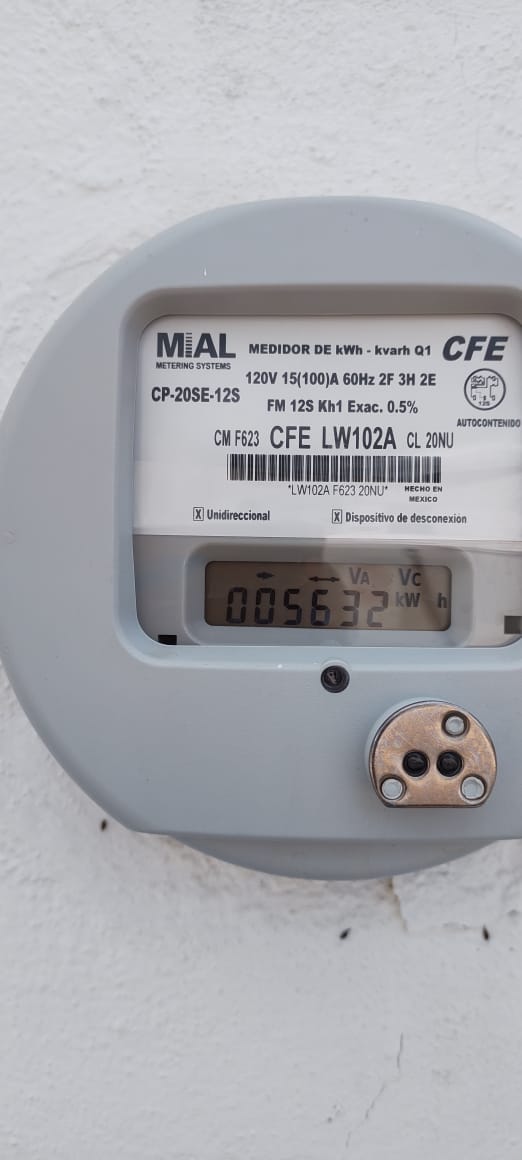 MIAL
METERING SYSTEMS
MEDIDOR DE kWh - kvarh Q1
CFE
120V 15(100)A 60Hz 2F 3H 2E
CP-20SE-12S
FM 12S Kh1 Exac. 0.5%
12S
AUTOCONTENIDO
CM F623 CFE LW102A CL 20NU
*LW102A F623 20NU*
HECHO EN
MEXICO
X Unidireccional
X Dispositivo de desconexión
VA VC
005632 kW h